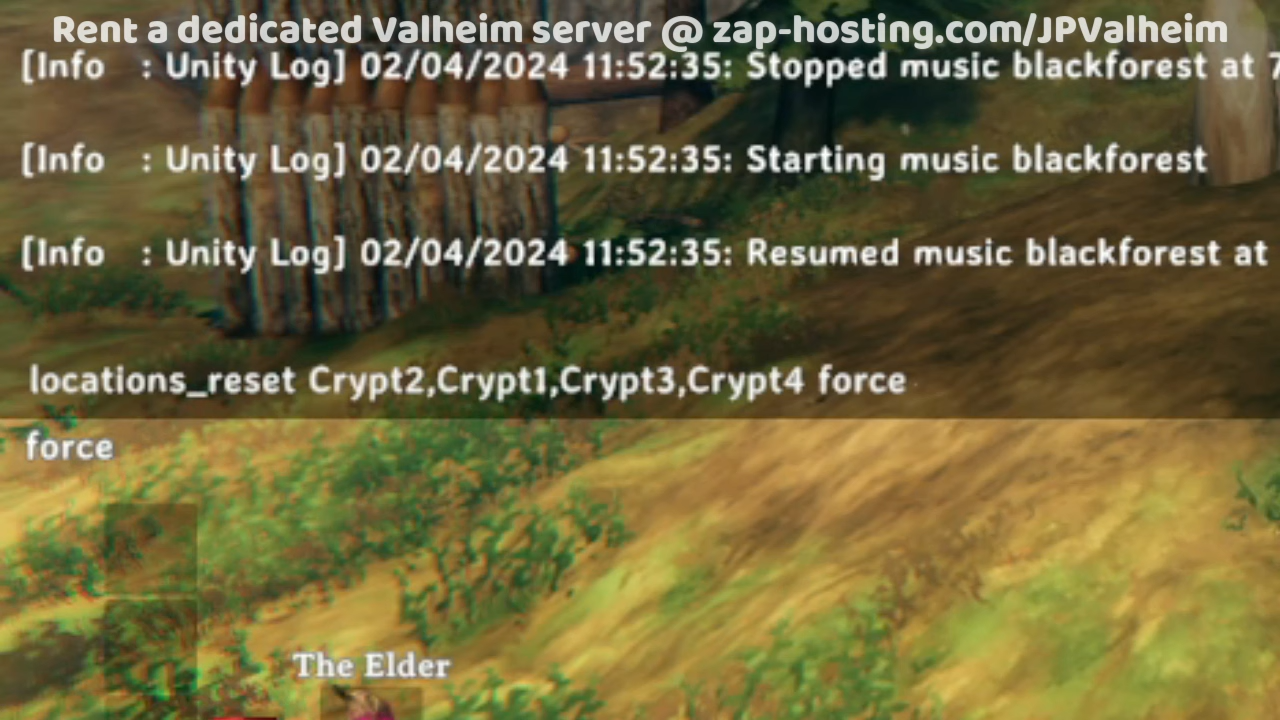 Rent a dedicated Valheim server @ zap-hosting.com/JPValheim
[Info : Unity Log] 02/04/2024 11:52:35: Stopped music blackforest at 7
[Info : Unity Log] 02/04/2024 11:52:35: Starting music blackforest
[Info : Unity Log] 02/04/2024 11:52:35: Resumed music blackforest at
locations_reset Crypt2,Crypt1,Crypt3,Crypt4 force
force
The Elder